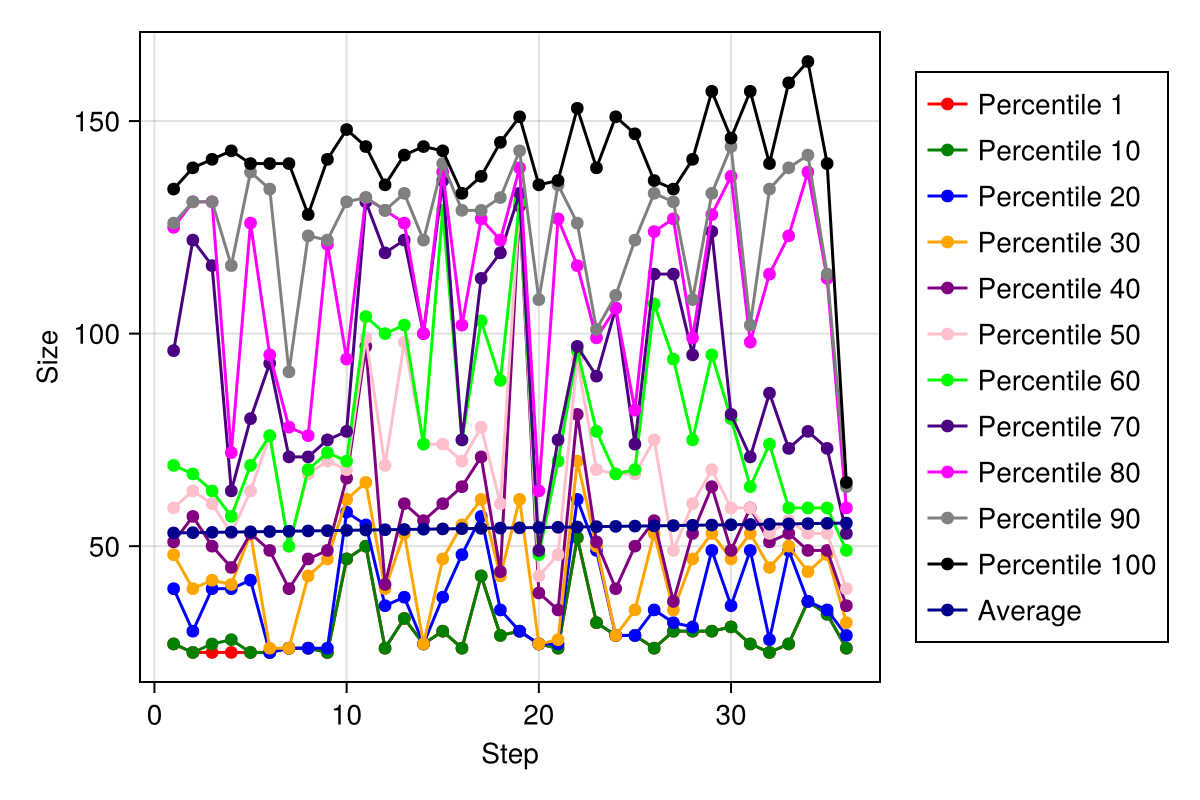 150
100
50
Size
0
10
20
30
Step
Percentile 1
Percentile 10
Percentile 20
Percentile 30
Percentile 40
Percentile 50
Percentile 60
Percentile 70
Percentile 80
Percentile 90
Percentile 100
Average